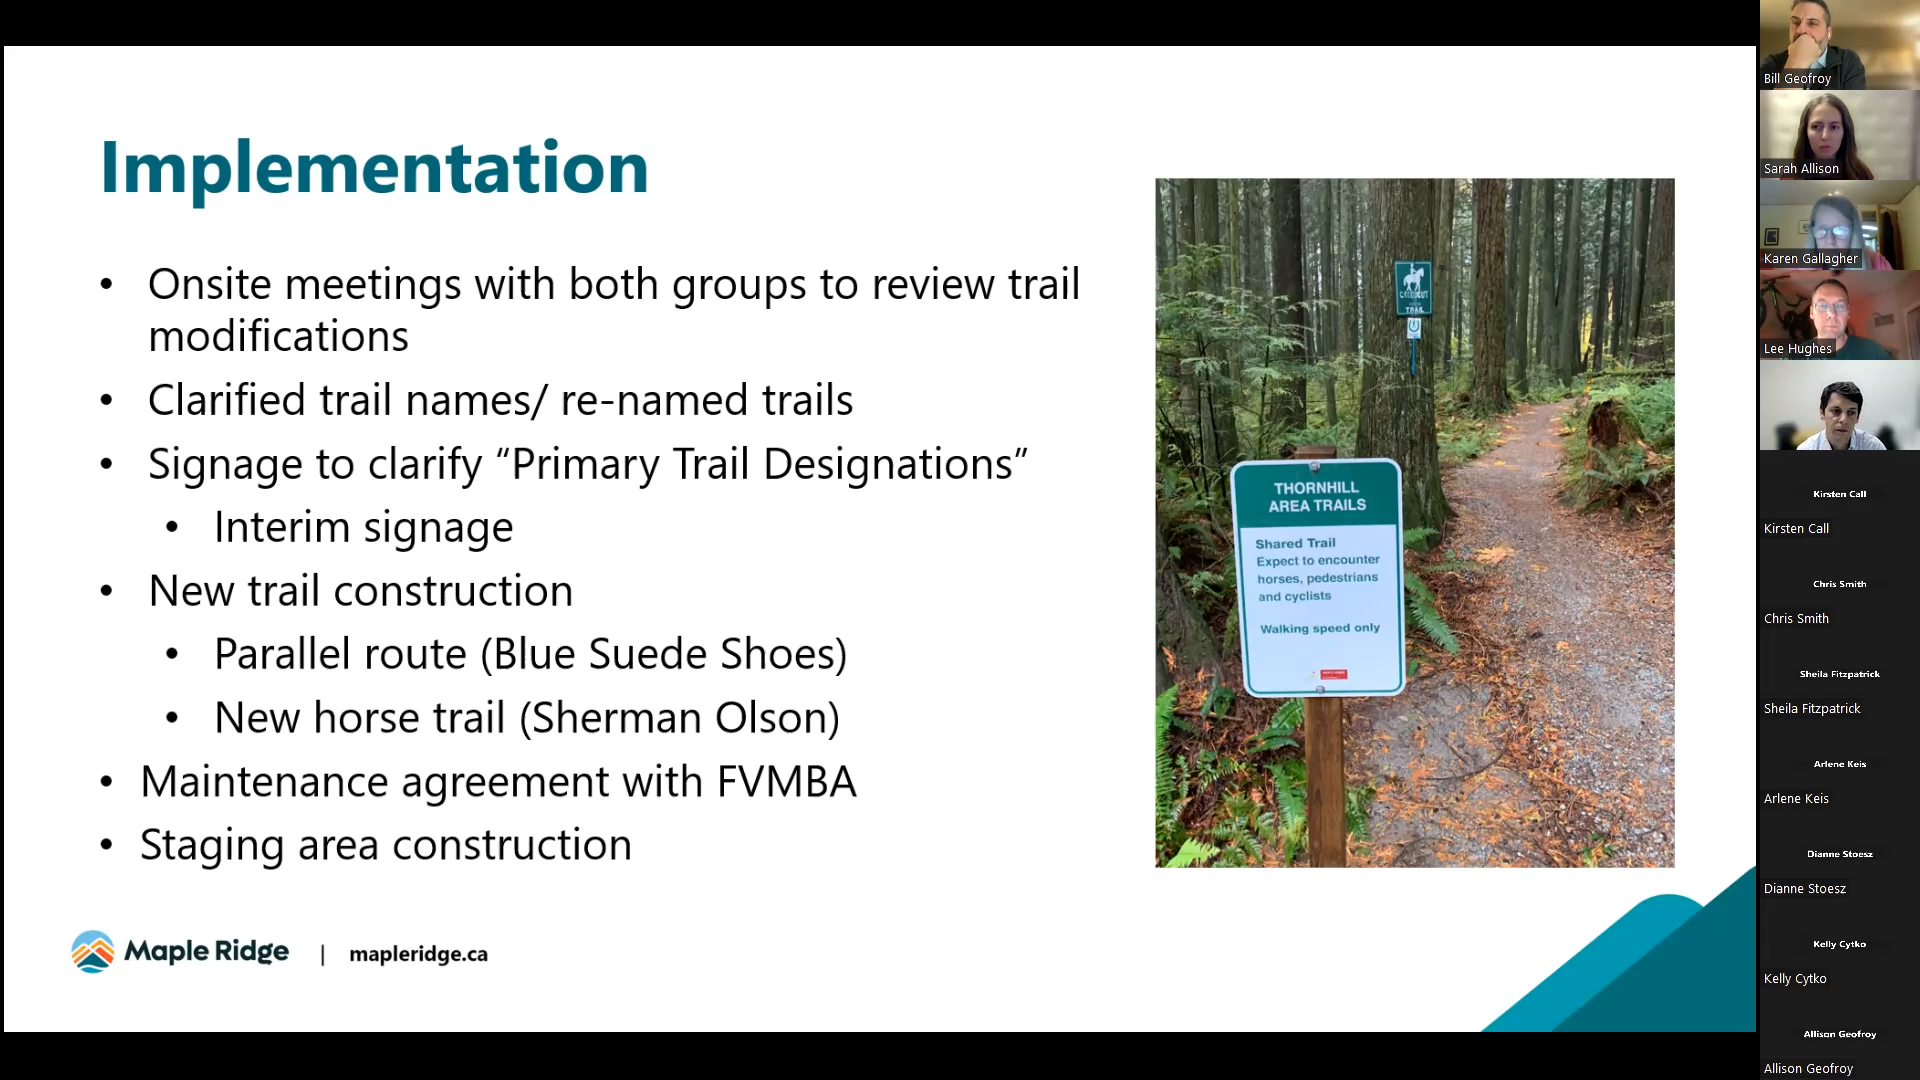 Implementation
• Onsite meetings with both groups to review trail
modifications
• Clarified trail names/ re-named trails
• Signage to clarify “Primary Trail Designations”
• Interim signage
• New trail construction
• Parallel route (Blue Suede Shoes)
• New horse trail (Sherman Olson)
• Maintenance agreement with FVMBA
• Staging area construction
TRAIL
THORNHILL
AREA TRAILS
Shared Trail
Expect to encounter
horses, pedestrians
and cyclists
Walking speed only
Maple Ridge | mapleridge.ca
Bill Geofroy
Sarah Allison
Karen Gallagher
Lee Hughes
Kirsten Call
Kirsten Call
Chris Smith
Chris Smith
Sheila Fitzpatrick
Sheila Fitzpatrick
Arlene Keis
Arlene Keis
Dianne Stoesz
Dianne Stoesz
Kelly Cytko
Kelly Cytko
Allison Geofroy
Allison Geofroy